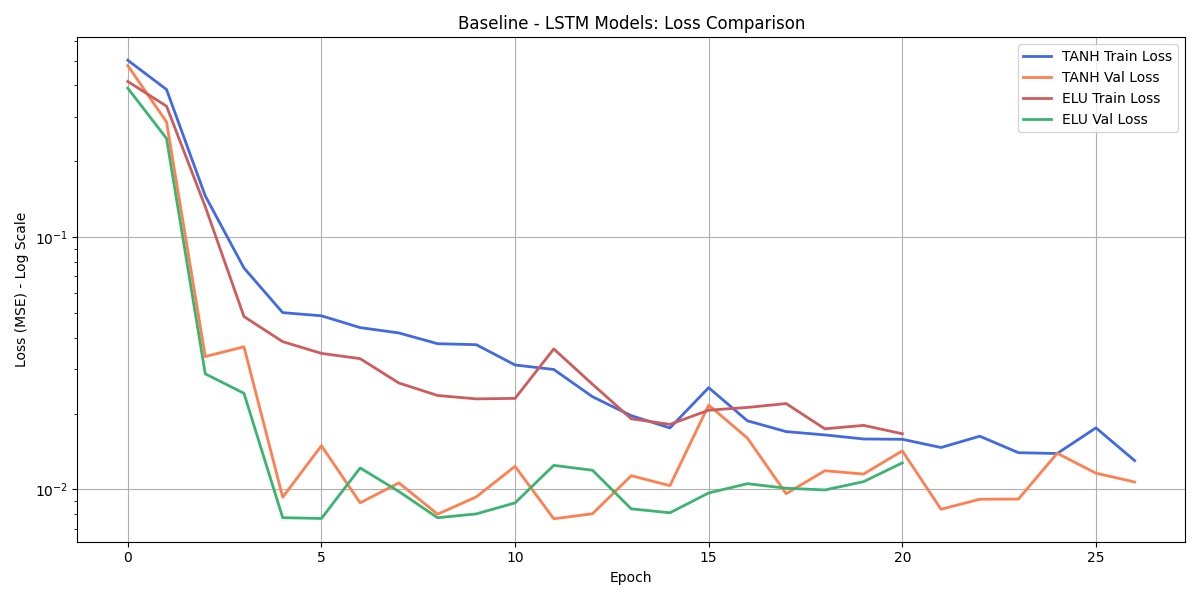 Baseline - LSTM Models: Loss Comparison
TANH Train Loss
TANH Val Loss
ELU Train Loss
ELU Val Loss
Loss (MSE) - Log Scale
10⁻¹
10⁻²
0 5 10 15 20 25
Epoch